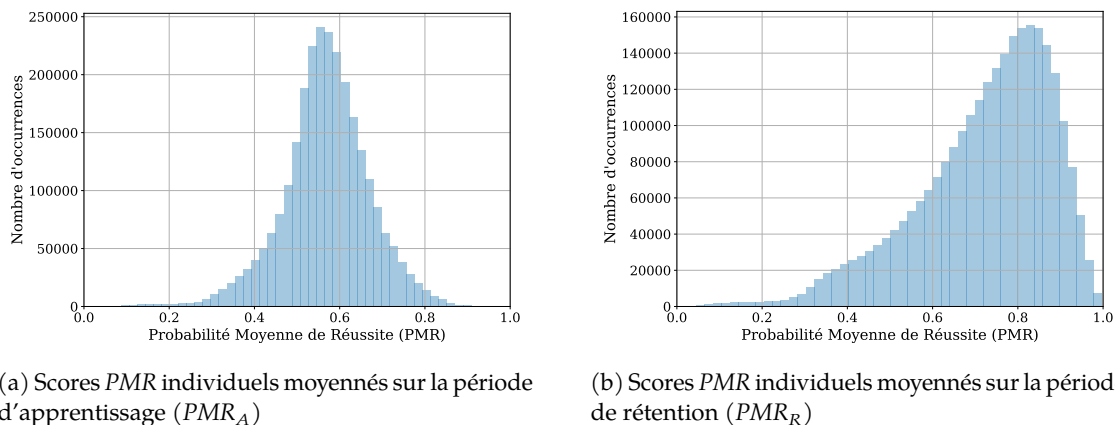 250000
200000
150000
100000
50000
0
0.0 0.2 0.4 0.6 0.8 1.0
Nombre d'occurrences
Probabilité Moyenne de Réussite (PMR)
(a) Scores PMR individuels moyennés sur la période
d'apprentissage (PMR_A)
160000
140000
120000
100000
80000
60000
40000
20000
0
0.0 0.2 0.4 0.6 0.8 1.0
Nombre d'occurrences
Probabilité Moyenne de Réussite (PMR)
(b) Scores PMR individuels moyennés sur la périod
de rétention (PMR_R)